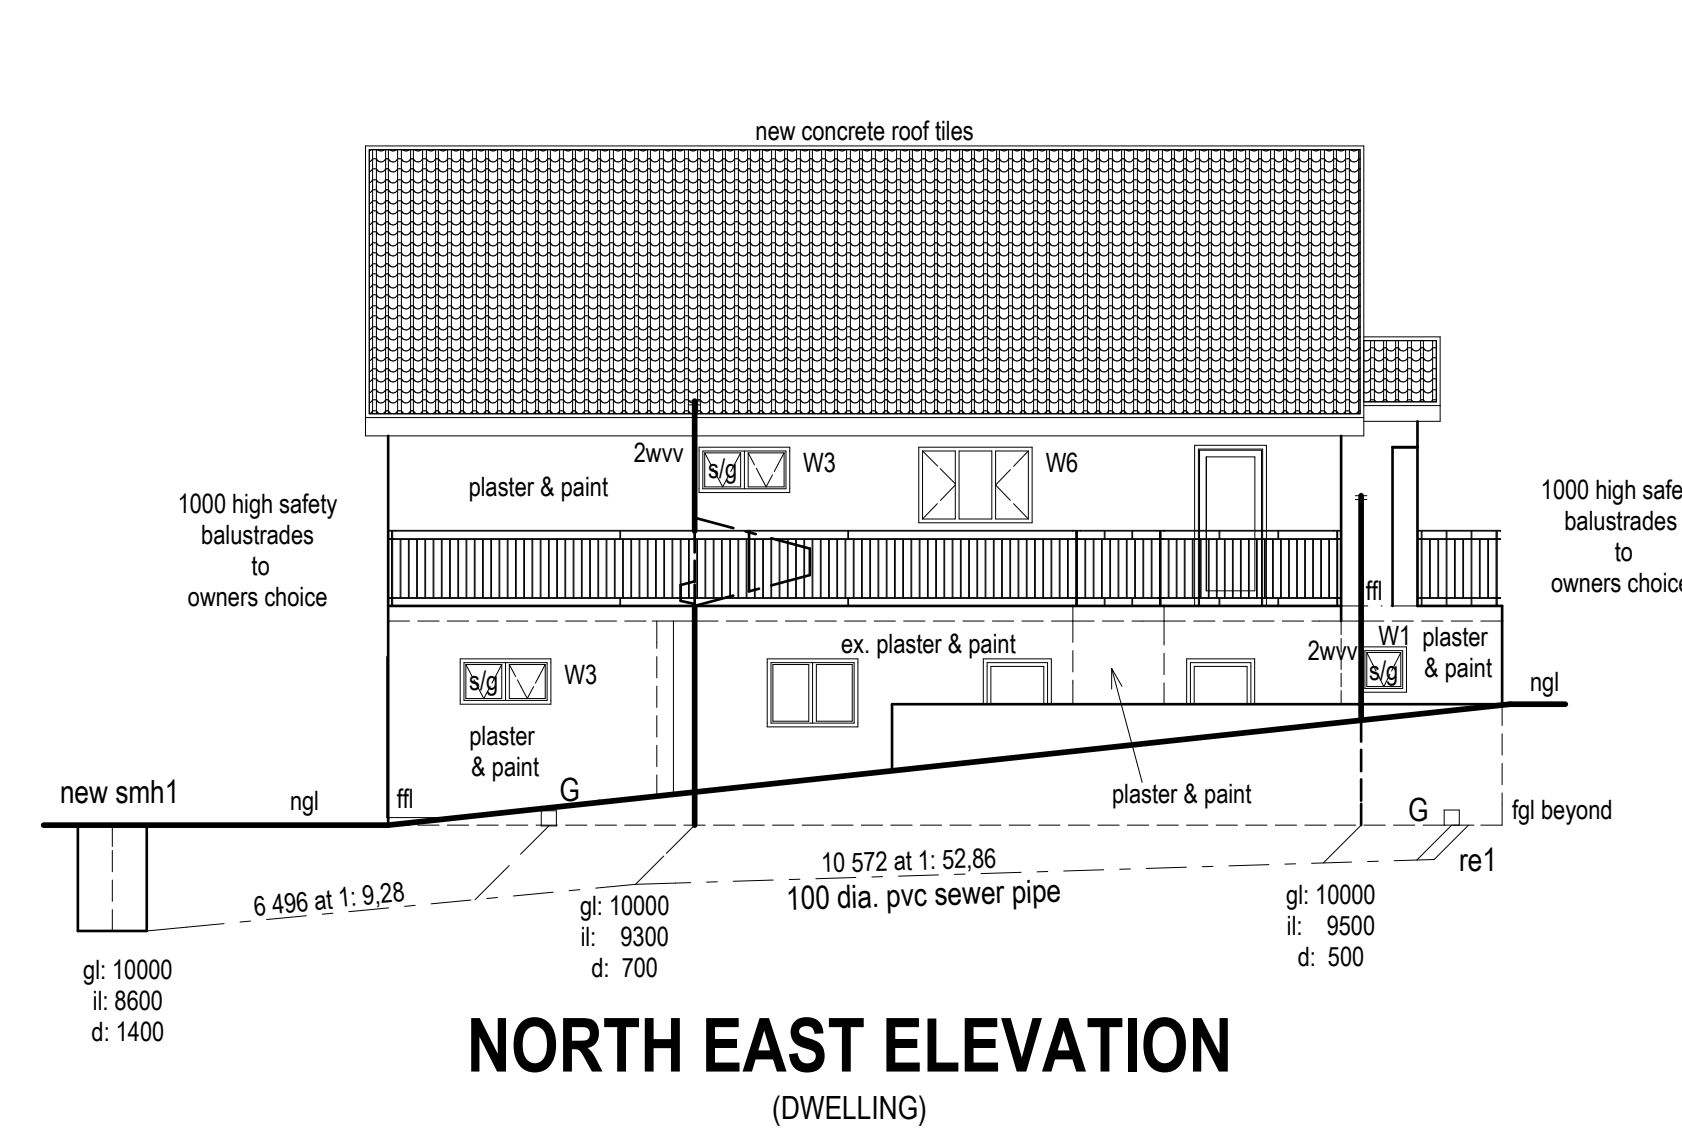 new concrete roof tiles
2wvv
s/g
W3
W6
plaster & paint
1000 high safety
balustrades
to
owners choice
1000 high safe
balustrades
to
owners choice
ffl
ex. plaster & paint
2wvv
W1
s/g
plaster
& paint
s/g
W3
ngl
plaster
& paint
new smh1
ngl
ffl
G
plaster & paint
G
fgl beyond
10 572 at 1: 52,86
re1
6 496 at 1: 9,28
100 dia. pvc sewer pipe
gl: 10000
il: 9300
d: 700
gl: 10000
il: 9500
d: 500
gl: 10000
il: 8600
d: 1400
NORTH EAST ELEVATION
(DWELLING)